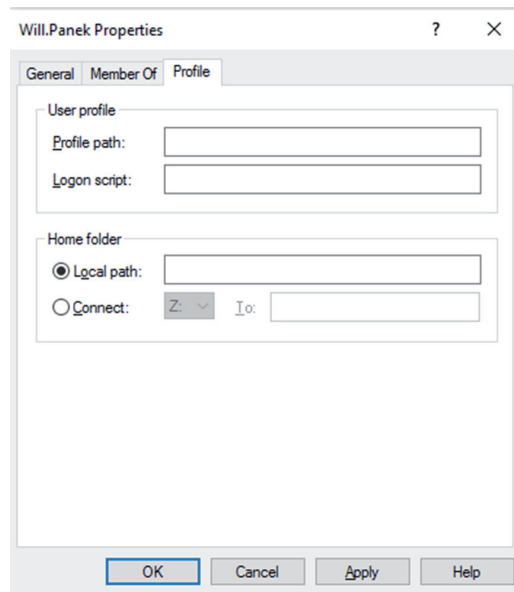 Will.Panek Properties ? ×
General Member Of Profile
User profile
Profile path:
Logon script:
Home folder
Local path:
Connect: Z: To:
OK Cancel Apply Help